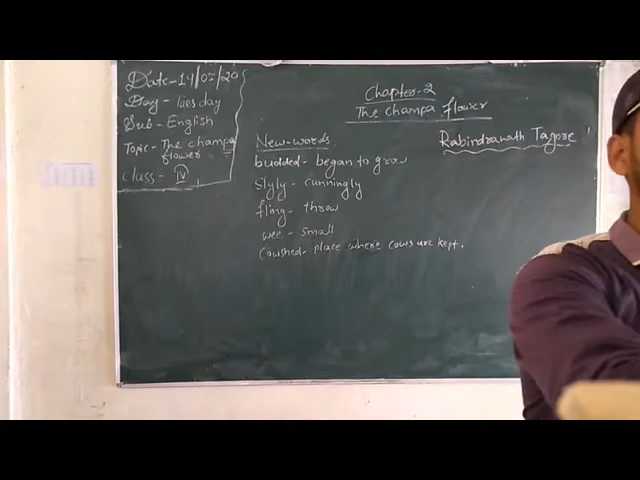 Date-14/05/20
Day - Tuesday
Sub - English
Topic - The champa
flower
Class - IV
Chapter-2
The Champa flower
Rabindranath Tagore
New-words
budded - began to grow
Slyly - cunningly
fling - throw
wee - small
Cowshed - place where cows are kept.